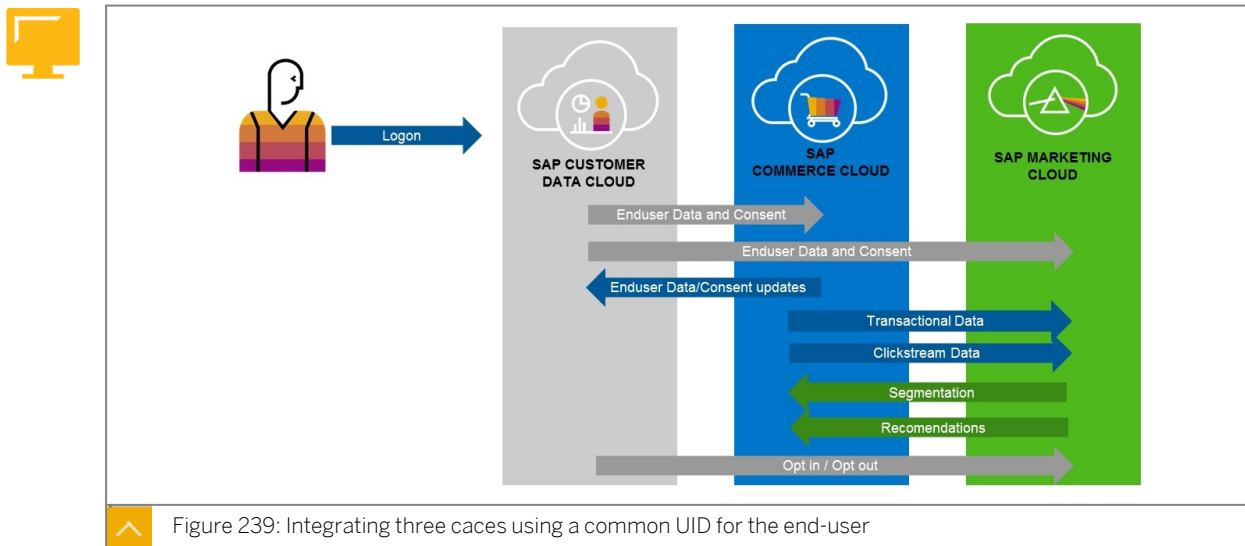 Logon
SAP CUSTOMER
DATA CLOUD
SAP
COMMERCE CLOUD
SAP MARKETING
CLOUD
Enduser Data and Consent
Enduser Data and Consent
Enduser Data/Consent updates
Transactional Data
Clickstream Data
Segmentation
Recomendations
Opt in / Opt out
Figure 239: Integrating three caces using a common UID for the end-user